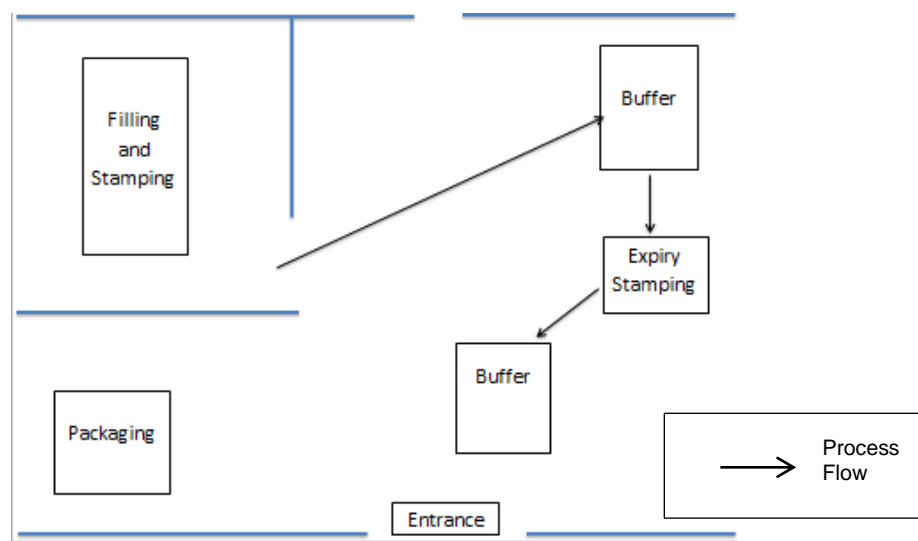 Filling
and
Stamping
Buffer
Expiry
Stamping
Buffer
Packaging
Process
Flow
Entrance